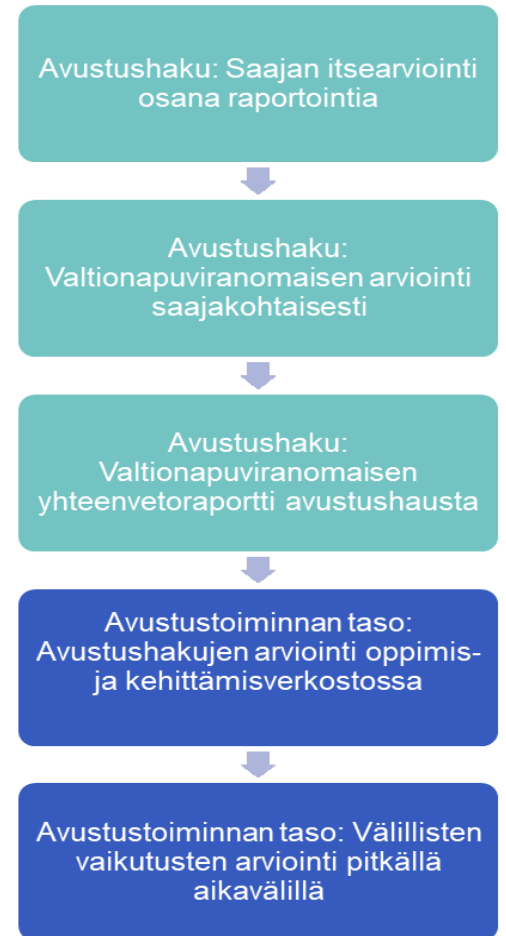 Avustushaku: Saajan itsearviointi
osana raportointia
Avustushaku:
Valtionapuviranomaisen arviointi
saajakohtaisesti
Avustushaku:
Valtionapuviranomaisen
yhteenvetoraportti avustushausta
Avustustoiminnan taso:
Avustushakujen arviointi oppimis-
ja kehittämisverkostossa
Avustustoiminnan taso: Välillisten
vaikutusten arviointi pitkällä
aikavälillä